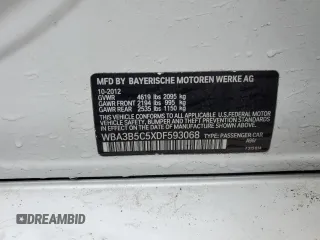 MFD BY BAYERISCHE MOTOREN WERKE AG
10-2012
GVWR 4619 lbs 2095 kg
GAWR FRONT 2194 lbs 995 kg
GAWR REAR 2535 lbs 1150 kg
THIS VEHICLE CONFORMS TO ALL APPLICABLE FEDERAL MOTOR VEHICLE
SAFETY, BUMPER AND THEFT PREVENTION STANDARDS
IN EFFECT ON THE DATE OF MANUFACTURE SHOWN ABOVE.
WBA3B5C5XDF593068 TYPE: PASSENGER CAR
AutoBidMaster.com